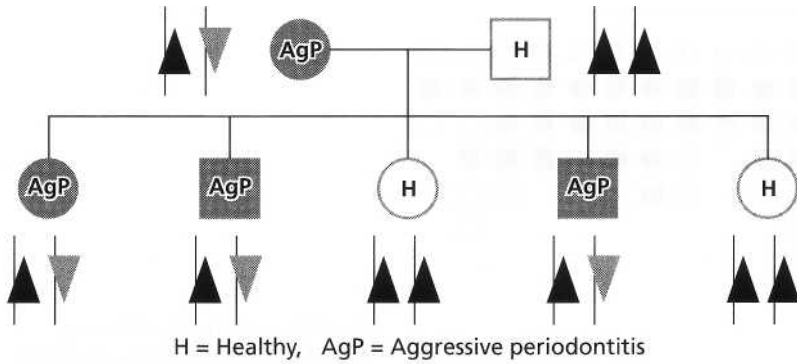 AgP H
AgP AgP H AgP H
H = Healthy, AgP = Aggressive periodontitis